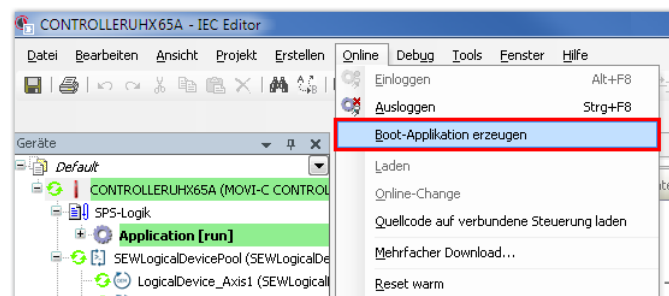 CONTROLLERUHX65A - IEC Editor
Datei Bearbeiten Ansicht Projekt Erstellen Online Debug Tools Fenster Hilfe
Einloggen Alt+F8
Ausloggen Strg+F8
Boot-Applikation erzeugen
Laden
Online-Change
Quellcode auf verbundene Steuerung laden
Mehrfacher Download...
Reset warm
Geräte
Default
CONTROLLERUHX65A (MOVI-C CONTROL
SPS-Logik
Application [run]
SEWLogicalDevicePool (SEWLogicalDe
LogicalDevice_Axis1 (SEWLogicall